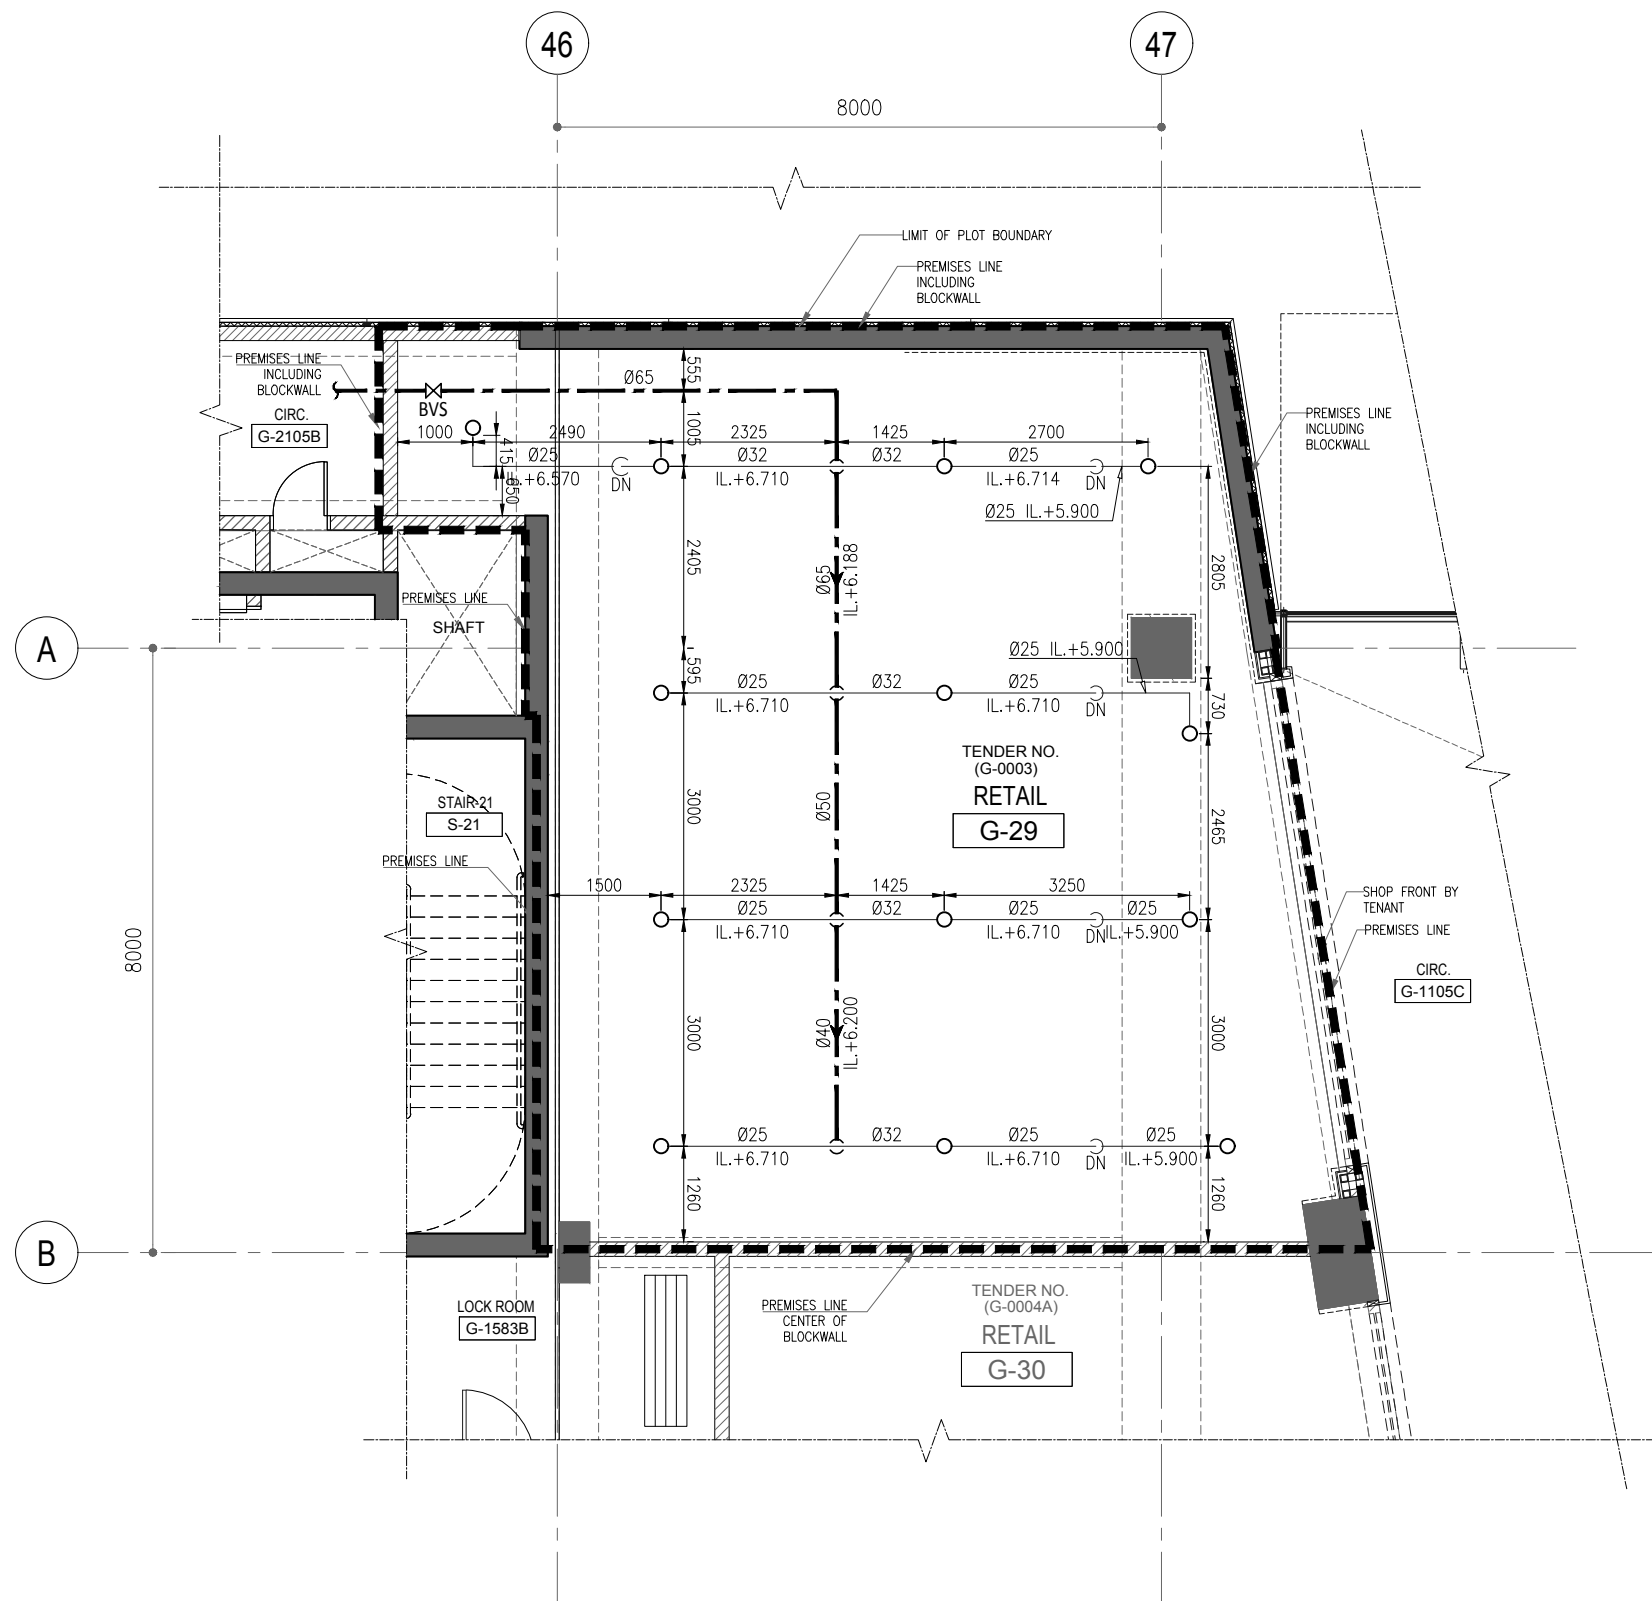 46
47
8000
LIMIT OF PLOT BOUNDARY
PREMISES LINE
INCLUDING
BLOCKWALL
PREMISES LINE
INCLUDING
BLOCKWALL
CIRC.
G-2105B
BVS
Ø65
555
1005
PREMISES LINE
INCLUDING
BLOCKWALL
1000
2490
2325
1425
2700
415
Ø25
Ø32
Ø32
Ø25
+6.570
DN
IL.+6.710
IL.+6.714
DN
650
Ø25 IL.+5.900
2405
Ø65
IL.+6.188
2805
PREMISES LINE
SHAFT
A
595
Ø25 IL.+5.900
Ø25
Ø32
Ø25
IL.+6.710
IL.+6.710
DN
730
TENDER NO.
(G-0003)
RETAIL
G-29
STAIR-21
S-21
3000
Ø50
2465
PREMISES LINE
1500
2325
1425
3250
Ø25
Ø32
Ø25
Ø25
IL.+6.710
IL.+6.710
DN
IL.+5.900
SHOP FRONT BY
TENANT
PREMISES LINE
8000
CIRC.
G-1105C
3000
Ø40
IL.+6.200
3000
Ø25
Ø32
Ø25
Ø25
IL.+6.710
IL.+6.710
DN
IL.+5.900
1260
1260
B
LOCK ROOM
G-1583B
PREMISES LINE
CENTER OF
BLOCKWALL
TENDER NO.
(G-0004A)
RETAIL
G-30